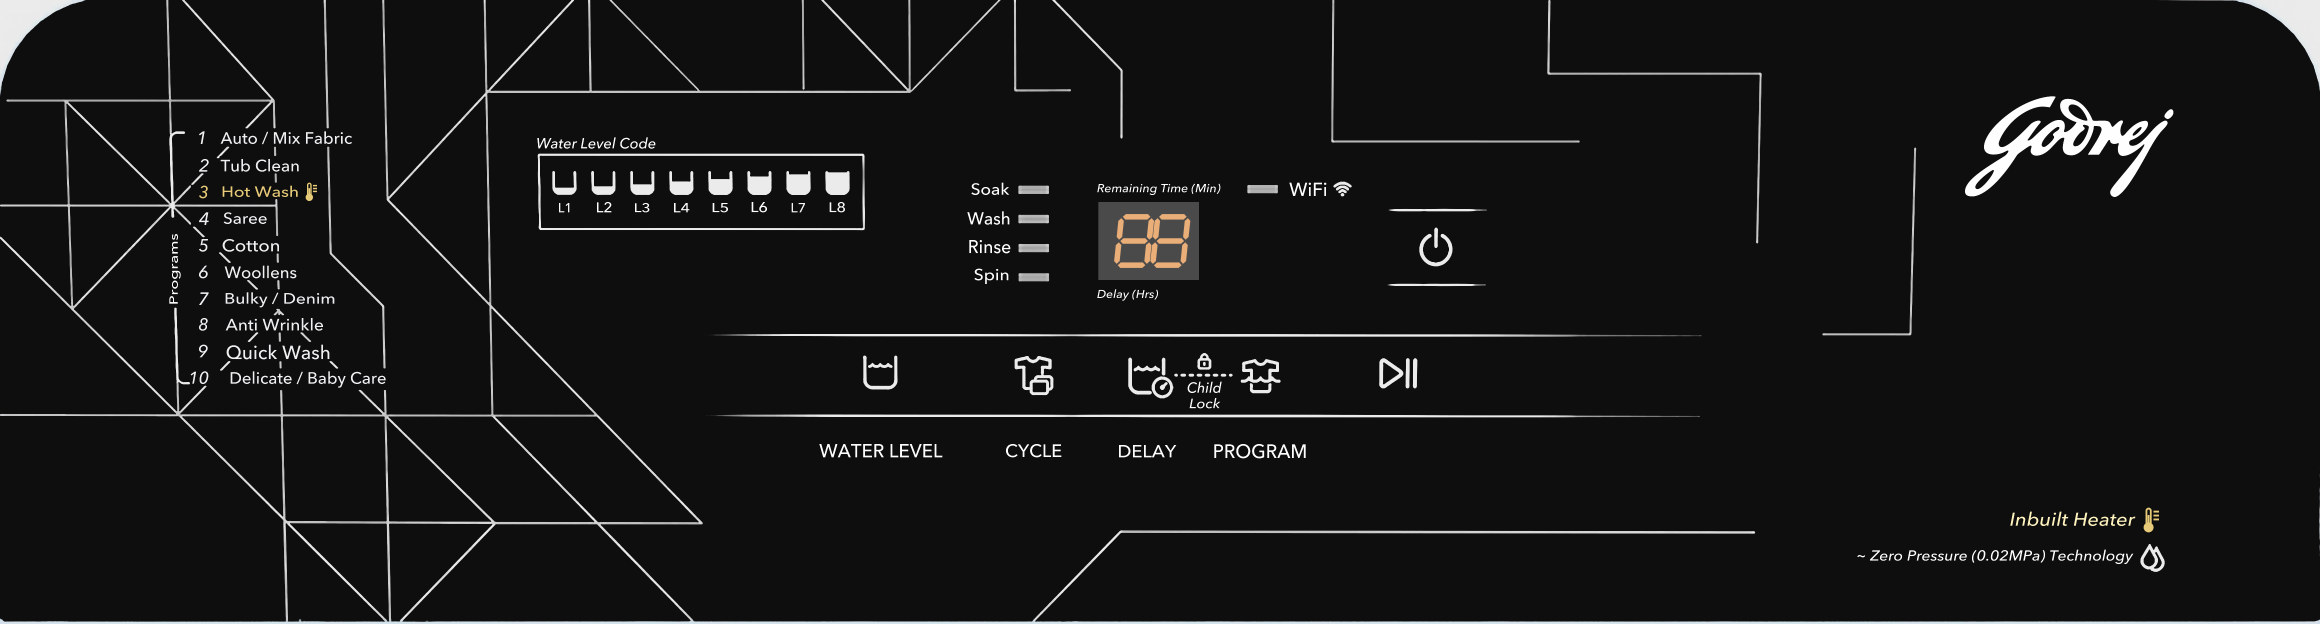 Programs
1 Auto / Mix Fabric
2 Tub Clean
3 Hot Wash
4 Saree
5 Cotton
6 Woollens
7 Bulky / Denim
8 Anti Wrinkle
9 Quick Wash
10 Delicate / Baby Care
Water Level Code
L1 L2 L3 L4 L5 L6 L7 L8
Soak
Wash
Rinse
Spin
Remaining Time (Min)
88
Delay (Hrs)
WiFi
Child
Lock
WATER LEVEL CYCLE DELAY PROGRAM
Godrej
Inbuilt Heater
~ Zero Pressure (0.02MPa) Technology